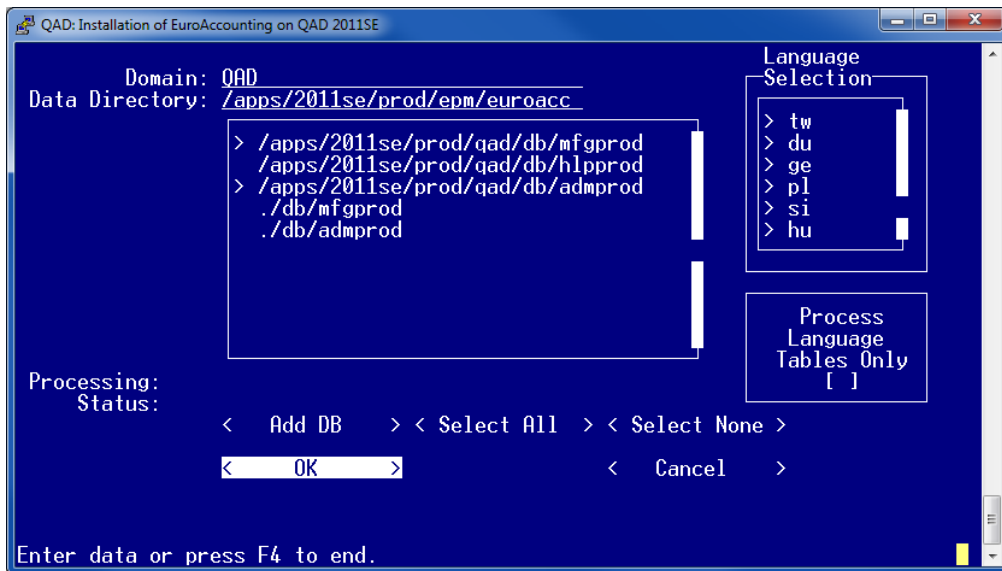 QAD: Installation of EuroAccounting on QAD 2011SE
Domain: QAD
Data Directory: /apps/2011se/prod/epm/euroacc
> /apps/2011se/prod/qad/db/mfgprod
/apps/2011se/prod/qad/db/hlpprod
> /apps/2011se/prod/qad/db/admprod
./db/mfgprod
./db/admprod
Language
Selection
> tw
> du
> ge
> pl
> si
> hu
Process
Language
Tables Only
[ ]
Processing:
Status:
< Add DB > < Select All > < Select None >
< OK > < Cancel >
Enter data or press F4 to end.